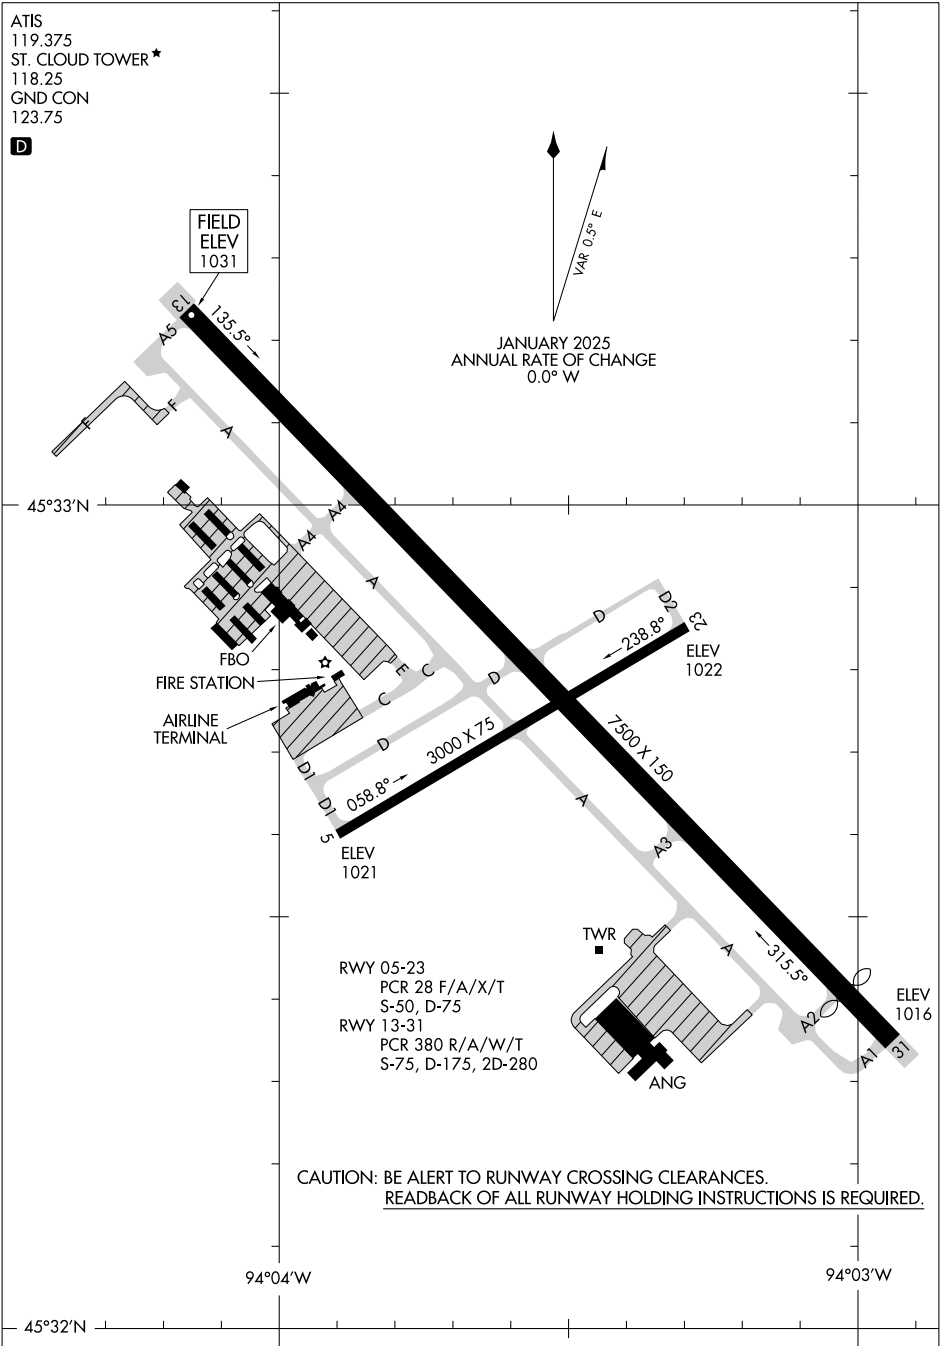 ATIS
119.375
ST. CLOUD TOWER★
118.25
GND CON
123.75
D
FIELD
ELEV
1031
VAR 0.5° E
JANUARY 2025
ANNUAL RATE OF CHANGE
0.0° W
13
135.5°
A5
F
F
A
45°33'N
A4
A4
A
D
D2
23
238.8°
ELEV
1022
FBO
FIRE STATION
E
C
C
D
AIRLINE
TERMINAL
D
D1
D1
3000 X 75
058.8°
5
ELEV
1021
7500 X 150
A
A3
A
TWR
315.5°
A2
A1
31
ELEV
1016
ANG
RWY 05-23
PCR 28 F/A/X/T
S-50, D-75
RWY 13-31
PCR 380 R/A/W/T
S-75, D-175, 2D-280
CAUTION: BE ALERT TO RUNWAY CROSSING CLEARANCES.
READBACK OF ALL RUNWAY HOLDING INSTRUCTIONS IS REQUIRED.
94°04'W
94°03'W
45°32'N